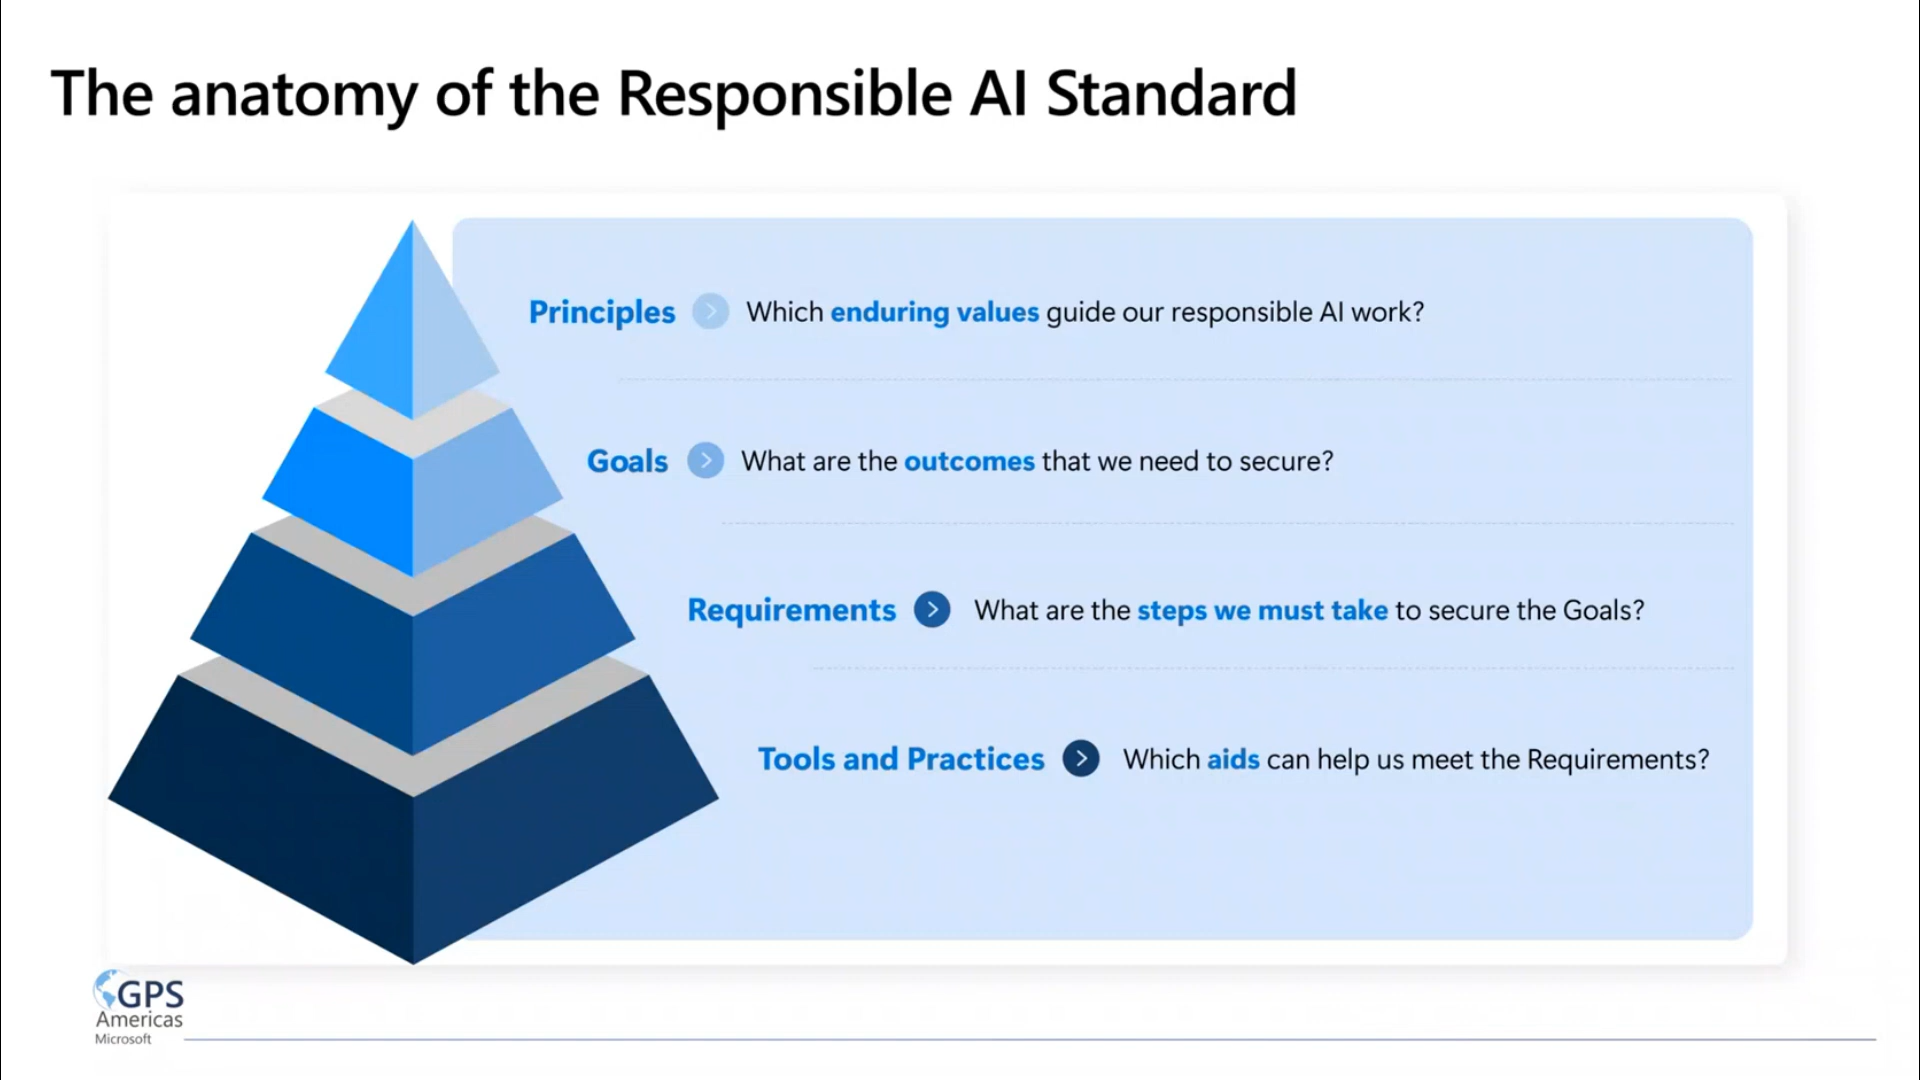 The anatomy of the Responsible AI Standard
Principles Which enduring values guide our responsible AI work?
Goals What are the outcomes that we need to secure?
Requirements What are the steps we must take to secure the Goals?
Tools and Practices Which aids can help us meet the Requirements?
GPS
Americas
Microsoft